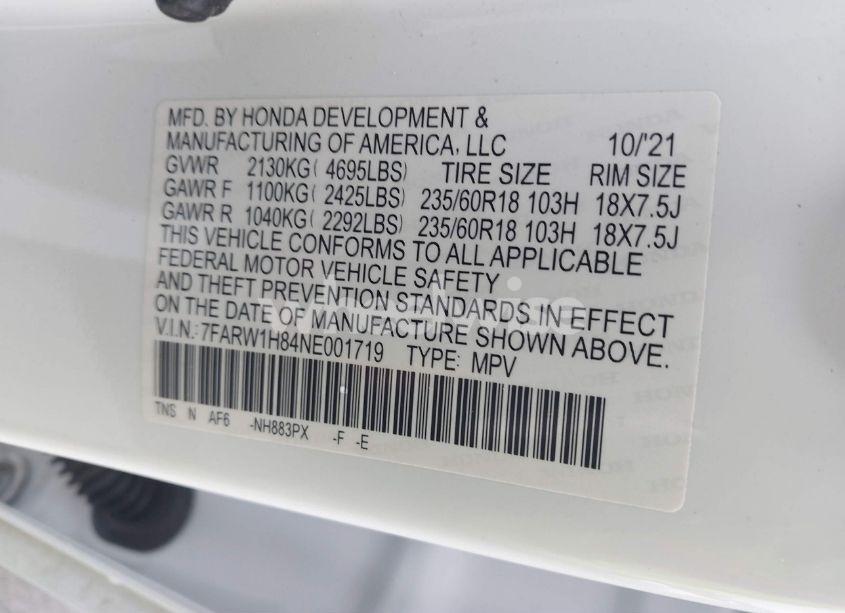 MFD. BY HONDA DEVELOPMENT &
MANUFACTURING OF AMERICA, LLC 10/'21
GVWR 2130KG( 4695LBS) TIRE SIZE RIM SIZE
GAWR F 1100KG( 2425LBS) 235/60R18 103H 18X7.5J
GAWR R 1040KG( 2292LBS) 235/60R18 103H 18X7.5J
THIS VEHICLE CONFORMS TO ALL APPLICABLE
FEDERAL MOTOR VEHICLE SAFETY
AND THEFT PREVENTION STANDARDS IN EFFECT
ON THE DATE OF MANUFACTURE SHOWN ABOVE.
V.I.N.:7FARW1H84NE001719 TYPE: MPV
TNS N AF6 -NH883PX -F -E